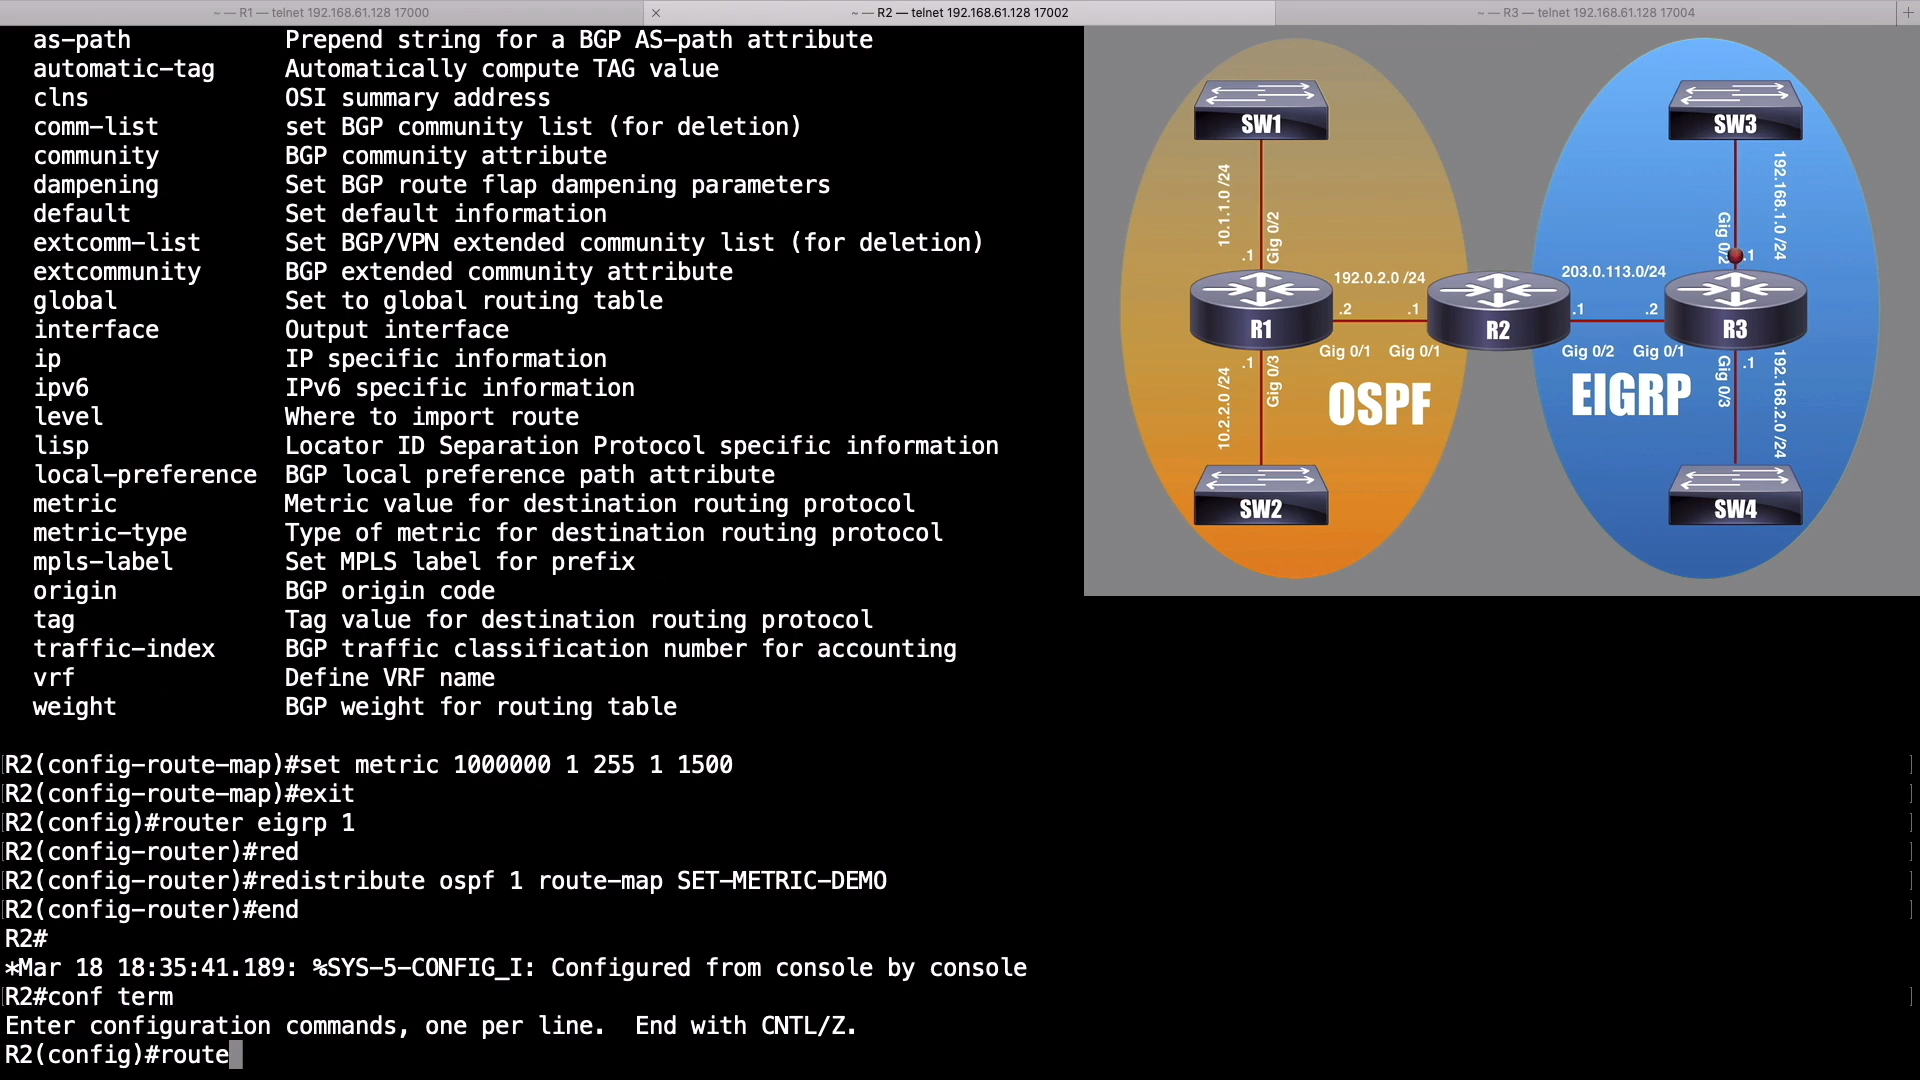 ~ — R1 — telnet 192.168.61.128 17000
~ — R2 — telnet 192.168.61.128 17002
~ — R3 — telnet 192.168.61.128 17004
as-path Prepend string for a BGP AS-path attribute
automatic-tag Automatically compute TAG value
clns OSI summary address
comm-list set BGP community list (for deletion)
community BGP community attribute
dampening Set BGP route flap dampening parameters
default Set default information
extcomm-list Set BGP/VPN extended community list (for deletion)
extcommunity BGP extended community attribute
global Set to global routing table
interface Output interface
ip IP specific information
ipv6 IPv6 specific information
level Where to import route
lisp Locator ID Separation Protocol specific information
local-preference BGP local preference path attribute
metric Metric value for destination routing protocol
metric-type Type of metric for destination routing protocol
mpls-label Set MPLS label for prefix
origin BGP origin code
tag Tag value for destination routing protocol
traffic-index BGP traffic classification number for accounting
vrf Define VRF name
weight BGP weight for routing table
R2(config-route-map)#set metric 1000000 1 255 1 1500
R2(config-route-map)#exit
R2(config)#router eigrp 1
R2(config-router)#red
R2(config-router)#redistribute ospf 1 route-map SET-METRIC-DEMO
R2(config-router)#end
R2#
*Mar 18 18:35:41.189: %SYS-5-CONFIG_I: Configured from console by console
R2#conf term
Enter configuration commands, one per line.  End with CNTL/Z.
R2(config)#route
SW1
10.1.1.0 /24
Gig 0/2
.1
R1
192.0.2.0 /24
.2
.1
Gig 0/1
Gig 0/1
.1
Gig 0/3
10.2.2.0 /24
SW2
OSPF
R2
203.0.113.0/24
.1
.2
Gig 0/2
Gig 0/1
EIGRP
SW3
192.168.1.0 /24
Gig 0/2
.1
R3
.1
Gig 0/3
192.168.2.0 /24
SW4